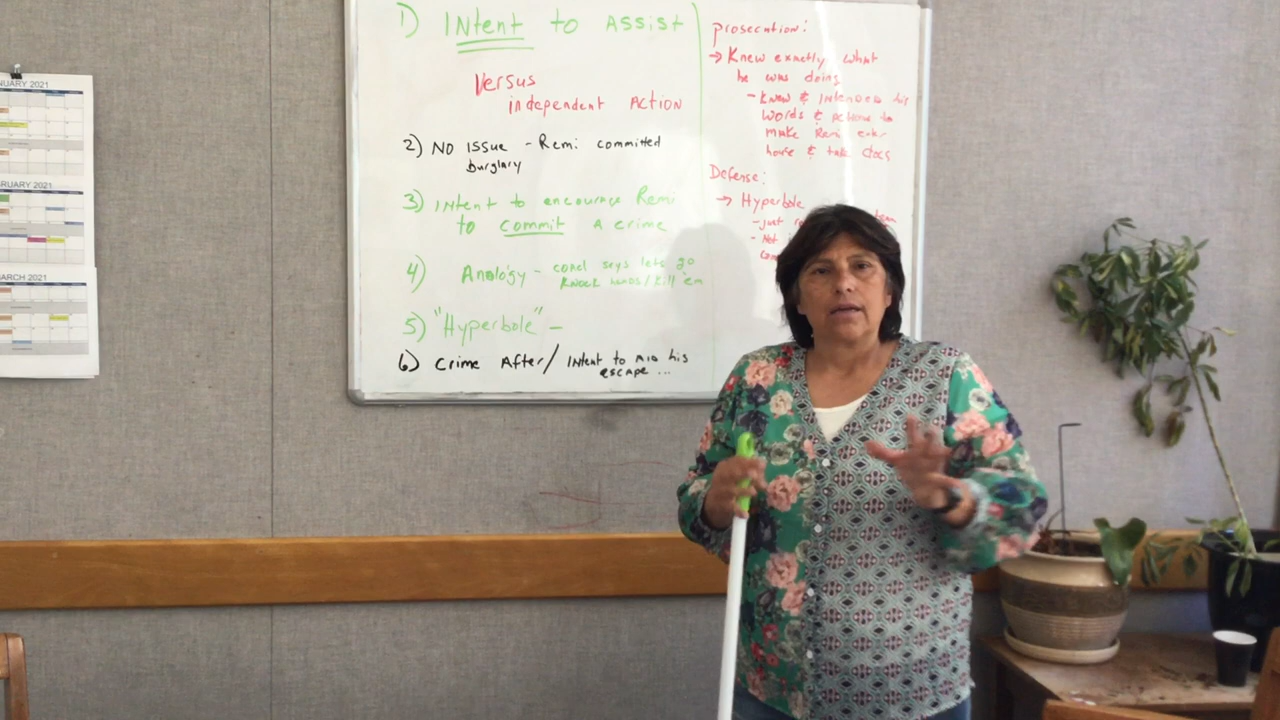 1) INtent to ASSIST
Versus
independent ACTION
2) NO ISSUE - Remi committed
burglary
3) INtent to encourage Remi
to commit A crime
4) Anology - says lets go
KNOCK heads/kill 'em
5) "Hyperbole" -
6) Crime After/ INtent to AID his
escape...
prosecution:
→ Knew exactly what
he was doing
- KNew & INtended his
words & Actions to
make Remi enter
house & take docs
Defense:
→ Hyperbole
- just
- Not
NUARY 2021
RUARY 2021
ARCH 2021